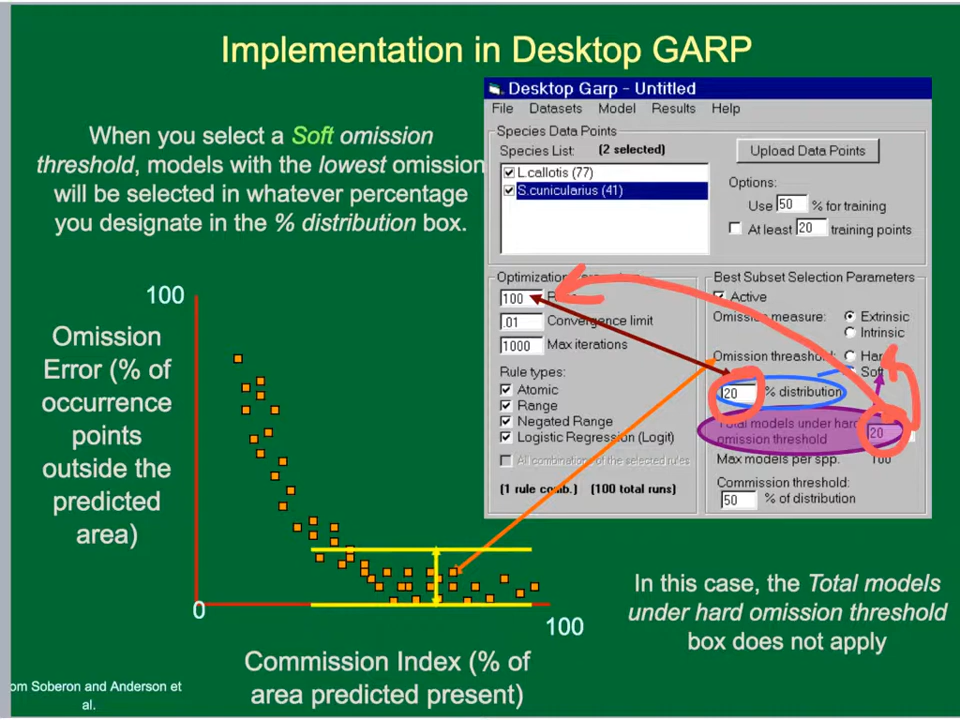 Implementation in Desktop GARP
When you select a Soft omission
threshold, models with the lowest omission
will be selected in whatever percentage
you designate in the % distribution box.
Desktop Garp - Untitled
File Datasets Model Results Help
Species Data Points
Species List: (2 selected)
L.callotis (77)
S.cunicularius (41)
Upload Data Points
Options:
Use 50 % for training
At least 20 training points
Optimization
100
.01 Convergence limit
1000 Max iterations
Rule types:
Atomic
Range
Negated Range
Logistic Regression (Logit)
All combinations of the selected rules
(1 rule comb.) (100 total runs)
Best Subset Selection Parameters
Active
Omission measure: Extrinsic
Intrinsic
Omission threashold: Hard
Soft
20 % distribution
Total models under hard
omission threshold 20
Max models per spp. 100
Commission threshold:
50 % of distribution
100
Omission
Error (% of
occurrence
points
outside the
predicted
area)
0
100
Commission Index (% of
area predicted present)
In this case, the Total models
under hard omission threshold
box does not apply
om Soberon and Anderson et
al.